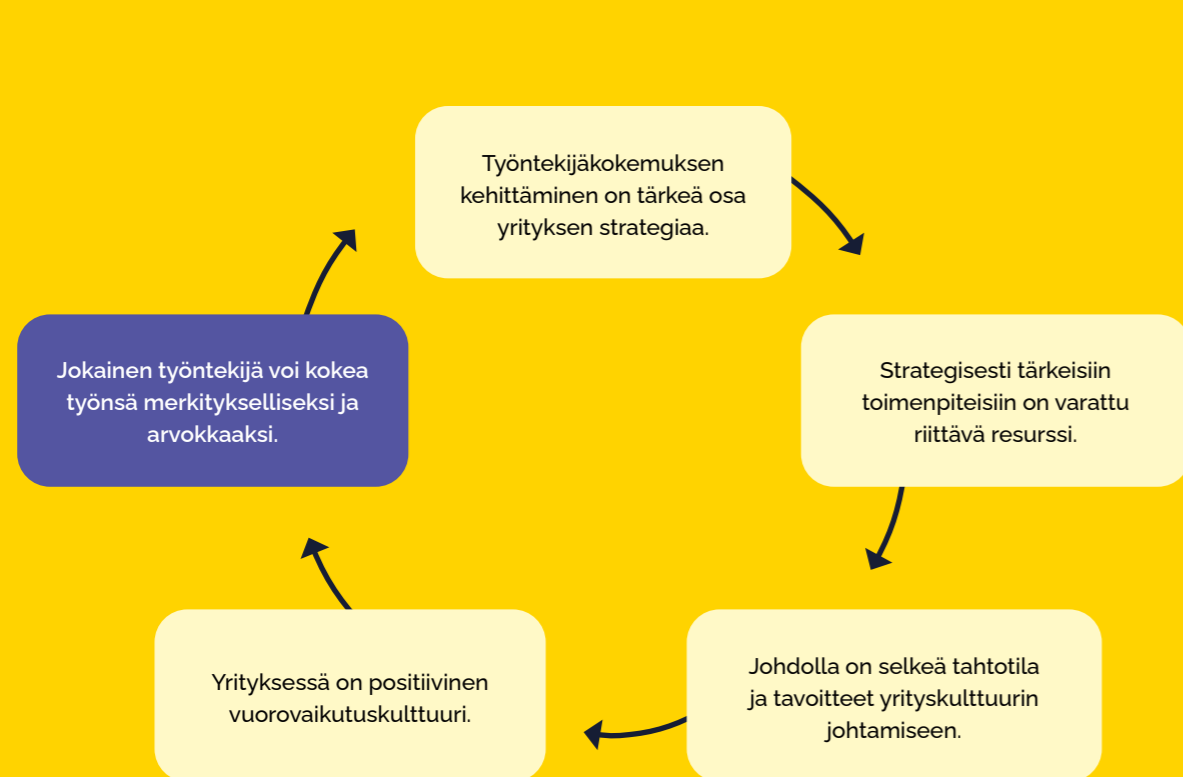 Työntekijäkokemuksen
kehittäminen on tärkeä osa
yrityksen strategiaa.
Strategisesti tärkeisiin
toimenpiteisiin on varattu
riittävä resurssi.
Johdolla on selkeä tahtotila
ja tavoitteet yrityskulttuurin
johtamiseen.
Yrityksessä on positiivinen
vuorovaikutuskulttuuri.
Jokainen työntekijä voi kokea
työnsä merkitykselliseksi ja
arvokkaaksi.